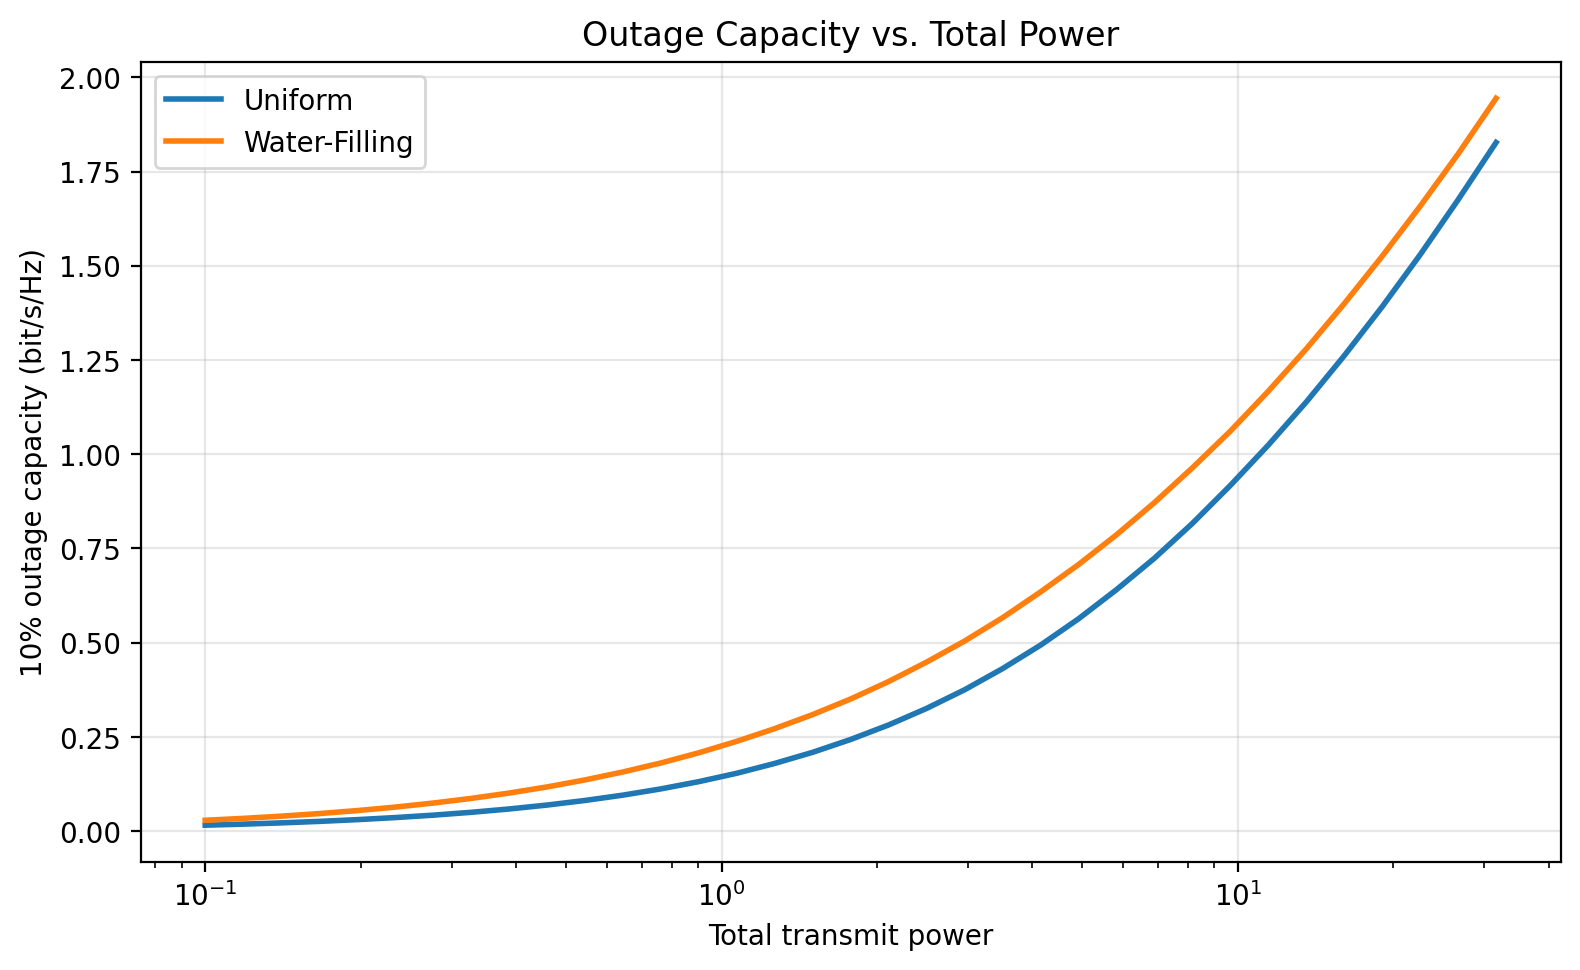 Outage Capacity vs. Total Power
Uniform
Water-Filling
10% outage capacity (bit/s/Hz)
2.00
1.75
1.50
1.25
1.00
0.75
0.50
0.25
0.00
10⁻¹
10⁰
10¹
Total transmit power